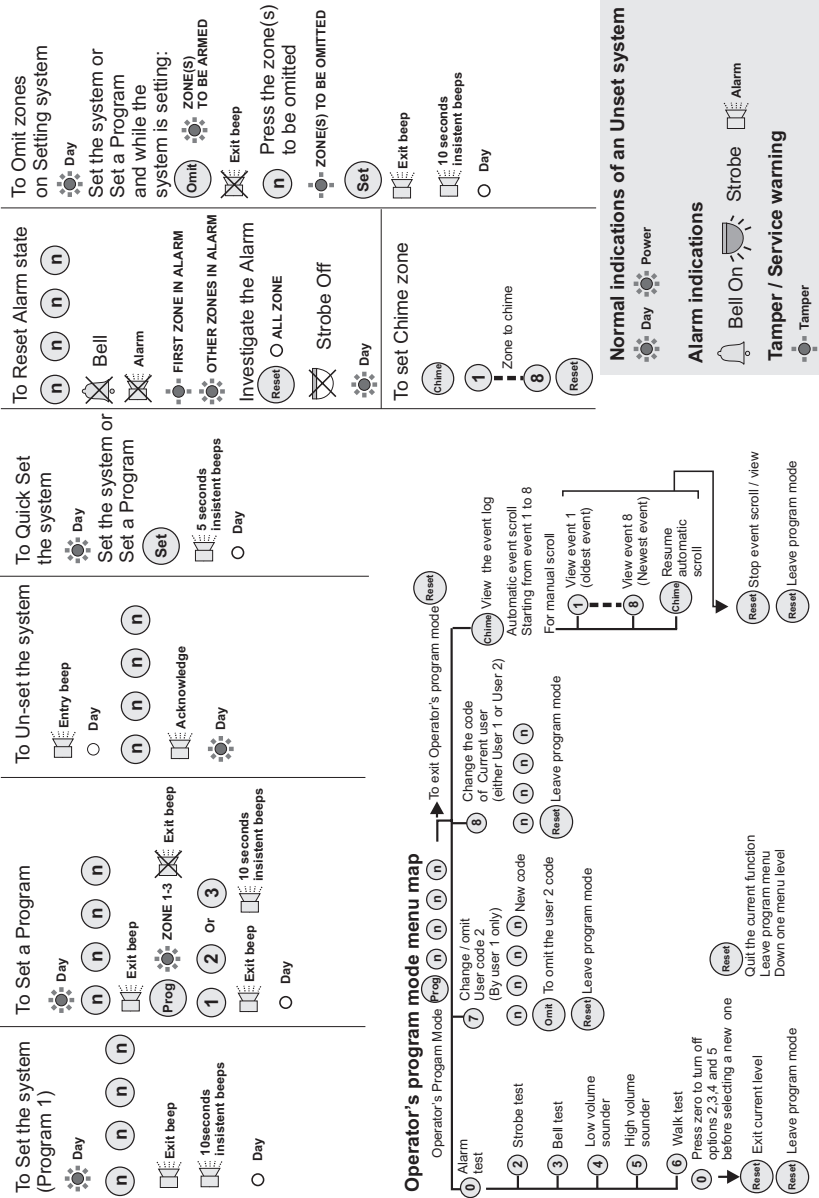 To Set the system
(Program 1)
Day
n n n n
Exit beep
10seconds
insistent beeps
Day
To Set a Program
Day
n n n n
Exit beep
Prog ZONE 1-3 Exit beep
1 2 Or 3
Exit beep 10 seconds
insistent beeps
Day
To Un-set the system
Entry beep
Day
n n n n
Acknowledge
Day
To Quick Set
the system
Day
Set the system or
Set a Program
Set
5 seconds
insistent beeps
Day
To Reset Alarm state
n n n n
Bell
Alarm
FIRST ZONE IN ALARM
OTHER ZONES IN ALARM
Investigate the Alarm
Reset ALL ZONE
Strobe Off
Day
To set Chime zone
Chime
1
Zone to chime
8
Reset
To Omit zones
on Setting system
Day
Set the system or
Set a Program
and while the
system is setting:
Omit ZONE(S)
TO BE ARMED
Exit beep
n Press the zone(s)
to be omitted
ZONE(S) TO BE OMITTED
Set
Exit beep
10 seconds
insistent beeps
Day
Operator's program mode menu map
Operator's Progam Mode Prog n n n n
To exit Operator's program mode Reset
0 Alarm
test
2 Strobe test
3 Bell test
4 Low volume
sounder
5 High volume
sounder
6 Walk test
0 Press zero to turn off
options 2,3,4 and 5
before selecting a new one
Reset Exit current level
Reset Leave program mode
7 Change / omit
User code 2
(By user 1 only)
n n n n New code
Omit To omit the user 2 code
Reset Leave program mode
Reset
Quit the current function
Leave program menu
Down one menu level
8 Change the code
of Current user
(either User 1 or User 2)
n n n n
Reset Leave program mode
Chime View the event log
Automatic event scroll
Starting from event 1 to 8
For manual scroll
1 View event 1
(oldest event)
8 View event 8
(Newest event)
Chime Resume
automatic
scroll
Reset Stop event scroll / view
Reset Leave program mode
Normal indications of an Unset system
Day Power
Alarm indications
Bell On Strobe Alarm
Tamper / Service warning
Tamper